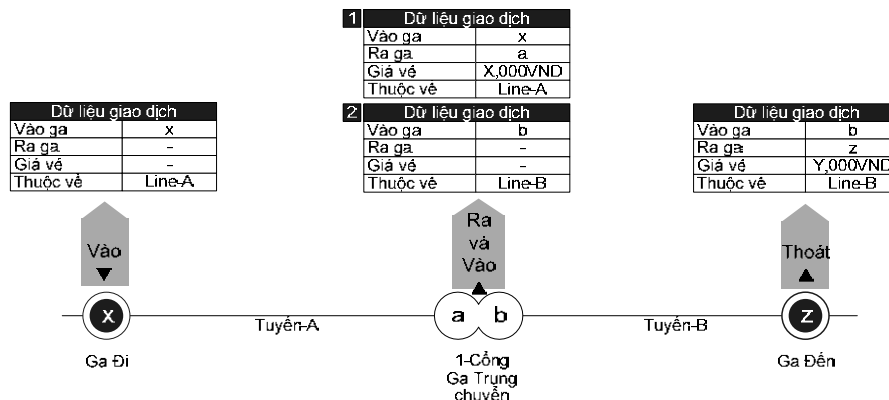 1 Dữ liệu giao dịch
Vào ga x
Ra ga a
Giá vé X,000VND
Thuộc về Line-A
2 Dữ liệu giao dịch
Vào ga b
Ra ga -
Giá vé -
Thuộc về Line-B
Dữ liệu giao dịch
Vào ga x
Ra ga -
Giá vé -
Thuộc về Line-A
Dữ liệu giao dịch
Vào ga b
Ra ga z
Giá vé Y,000VND
Thuộc về Line-B
Vào
Ra
và
Vào
Thoát
x
a b
z
Tuyến-A
Tuyến-B
Ga Đi
1-Cổng
Ga Trung
chuyển
Ga Đến